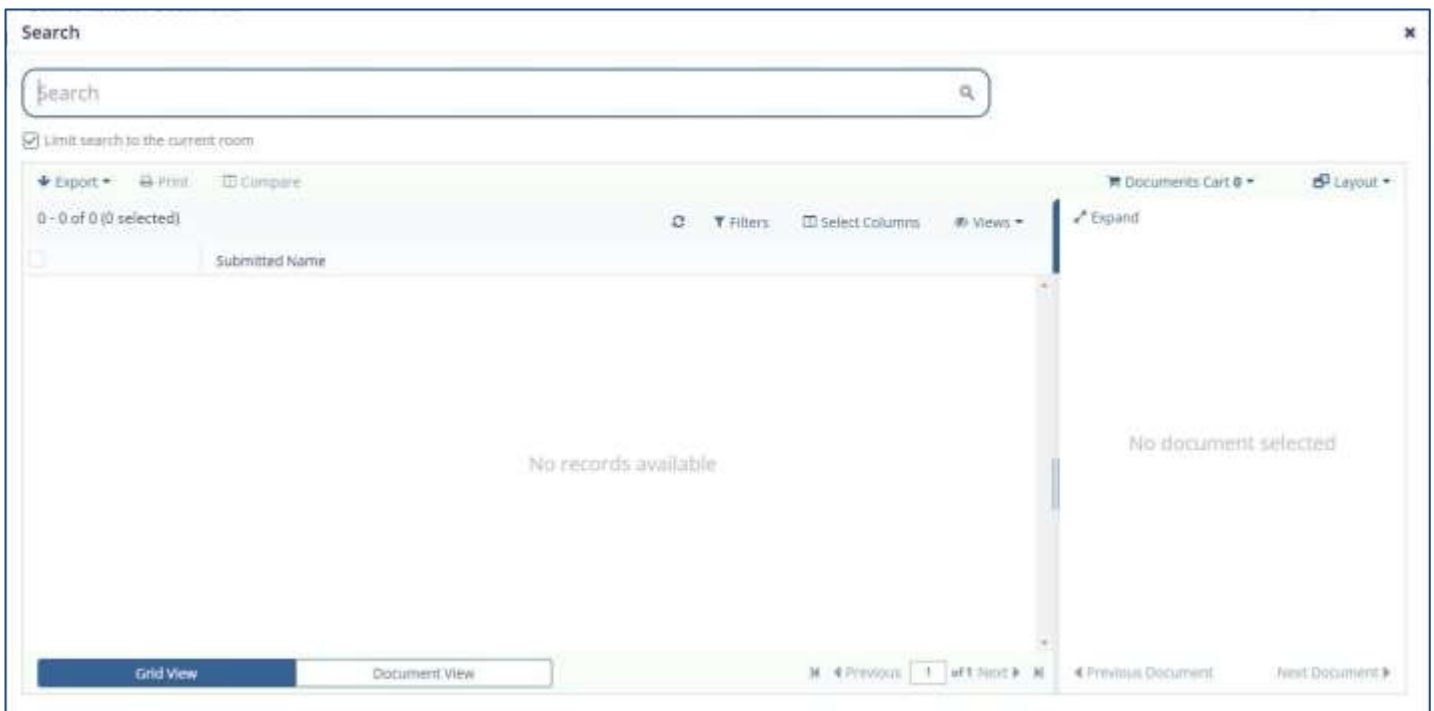 Search
Search
Limit search to the current room
Export Print Compare Documents Cart 0 Layout
0 - 0 of 0 (0 selected) Filters Select Columns Views Expand
Submitted Name
No document selected
No records available
Grid View Document View Previous 1 of 1 Next Previous Document Next Document